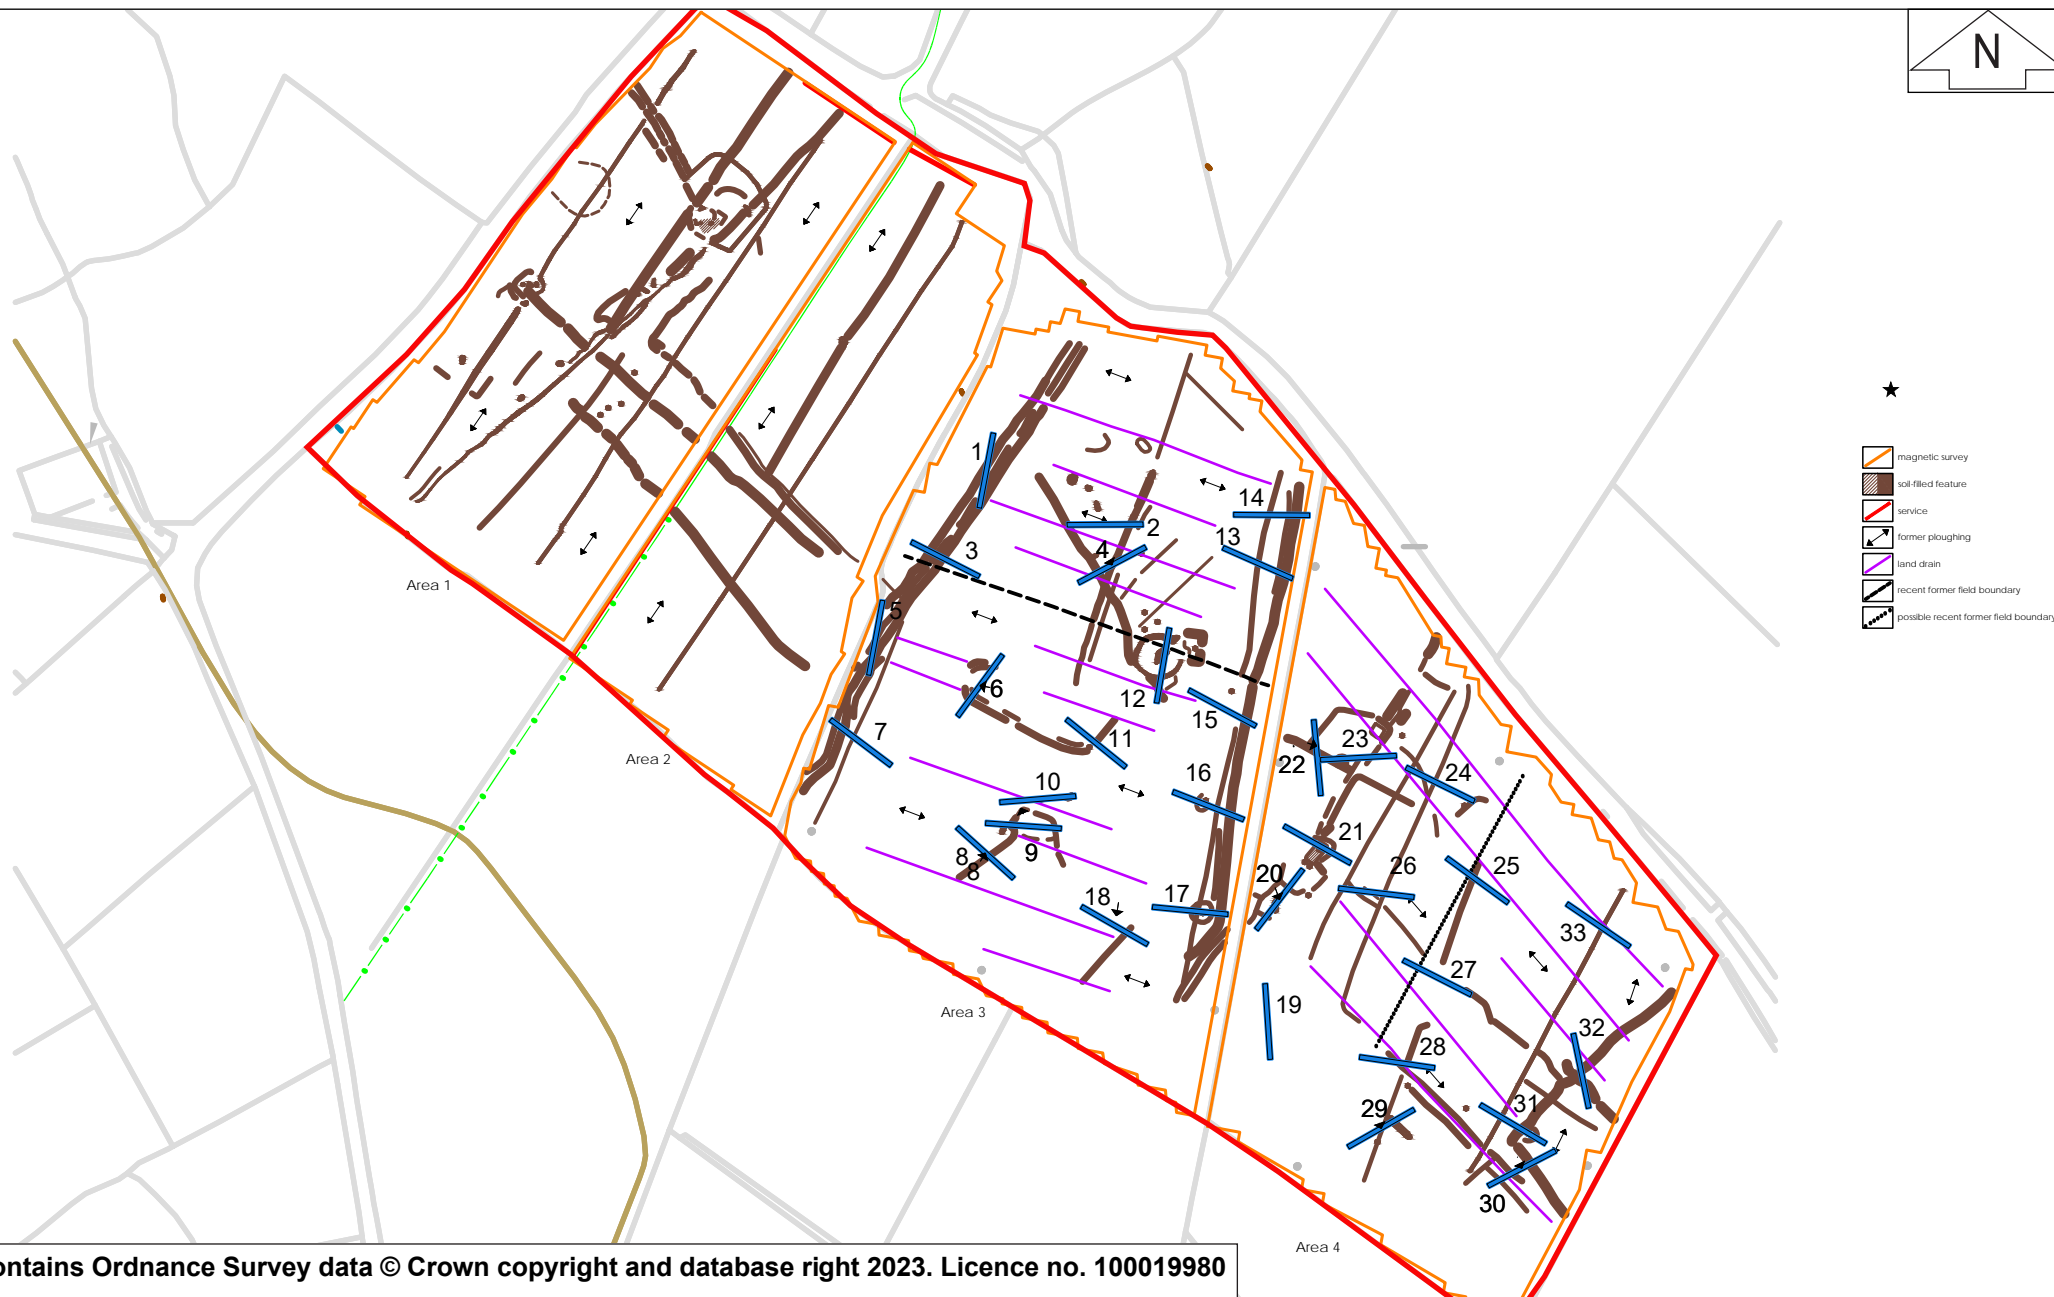 N
magnetic survey
soil-filled feature
service
former ploughing
land drain
recent former field boundary
possible recent former field boundary
Area 1
Area 2
Area 3
Area 4
1
2
3
4
5
6
7
8
8
9
10
11
12
13
14
15
16
17
18
19
20
21
22
23
24
25
26
27
28
29
30
31
32
33
ontains Ordnance Survey data © Crown copyright and database right 2023. Licence no. 100019980